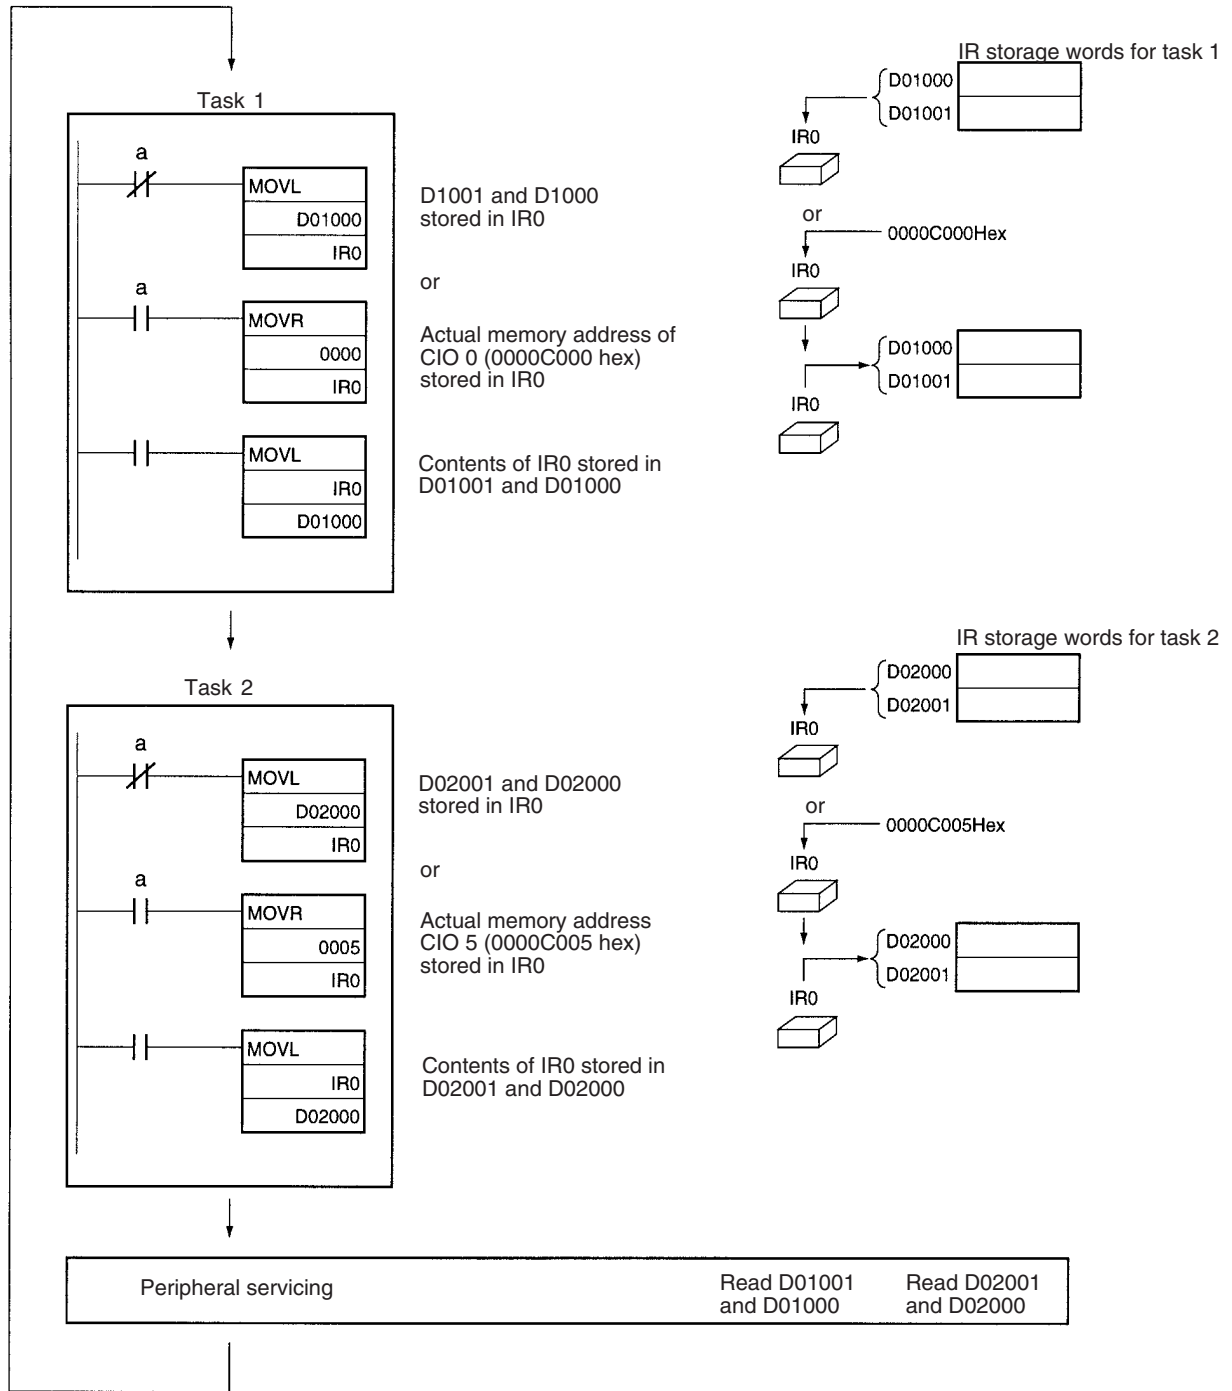 IR storage words for task 1
D01000
D01001
IR0
Task 1
a
MOVL
D01000
IR0
D1001 and D1000
stored in IR0
or
0000C000Hex
IR0
or
a
MOVR
0000
IR0
Actual memory address of
CIO 0 (0000C000 hex)
stored in IR0
D01000
D01001
IR0
MOVL
IR0
D01000
Contents of IR0 stored in
D01001 and D01000
IR storage words for task 2
D02000
D02001
IR0
Task 2
a
MOVL
D02000
IR0
D02001 and D02000
stored in IR0
or
0000C005Hex
IR0
or
a
MOVR
0005
IR0
Actual memory address
CIO 5 (0000C005 hex)
stored in IR0
D02000
D02001
IR0
MOVL
IR0
D02000
Contents of IR0 stored in
D02001 and D02000
Peripheral servicing
Read D01001
and D01000
Read D02001
and D02000